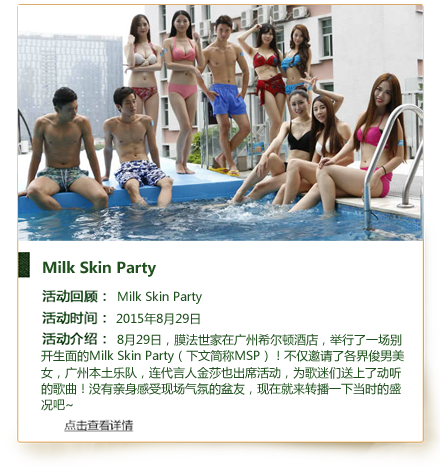 Milk Skin Party
活动回顾： Milk Skin Party
活动时间： 2015年8月29日
活动介绍： 8月29日，膜法世家在广州希尔顿酒店，举行了一场别
开生面的Milk Skin Party（下文简称MSP）！不仅邀请了各界俊男美
女，广州本土乐队，连代言人金莎也出席活动，为歌迷们送上了动听
的歌曲！没有亲身感受现场气氛的盆友，现在就来转播一下当时的盛
况吧~
点击查看详情